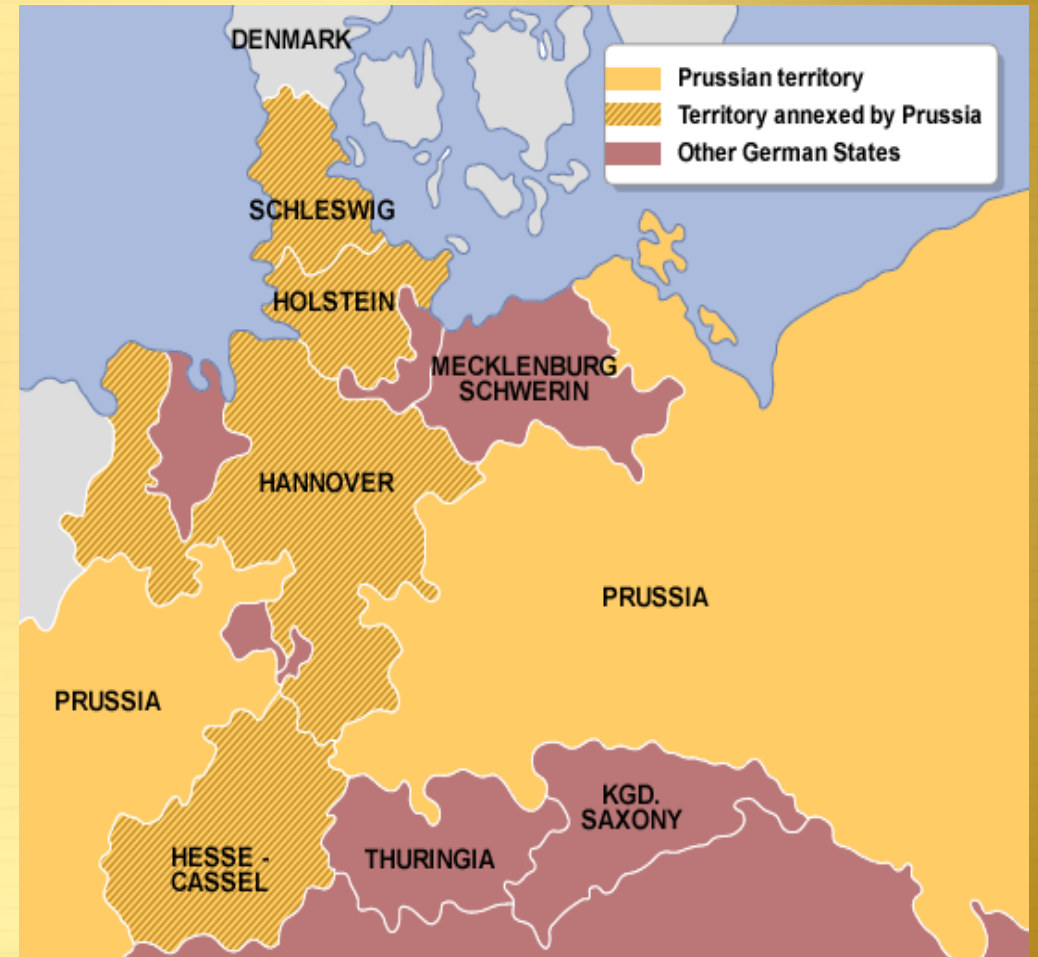 DENMARK
Prussian territory
Territory annexed by Prussia
Other German States
SCHLESWIG
HOLSTEIN
MECKLENBURG
SCHWERIN
HANNOVER
PRUSSIA
PRUSSIA
KGD.
SAXONY
THURINGIA
HESSE -
CASSEL